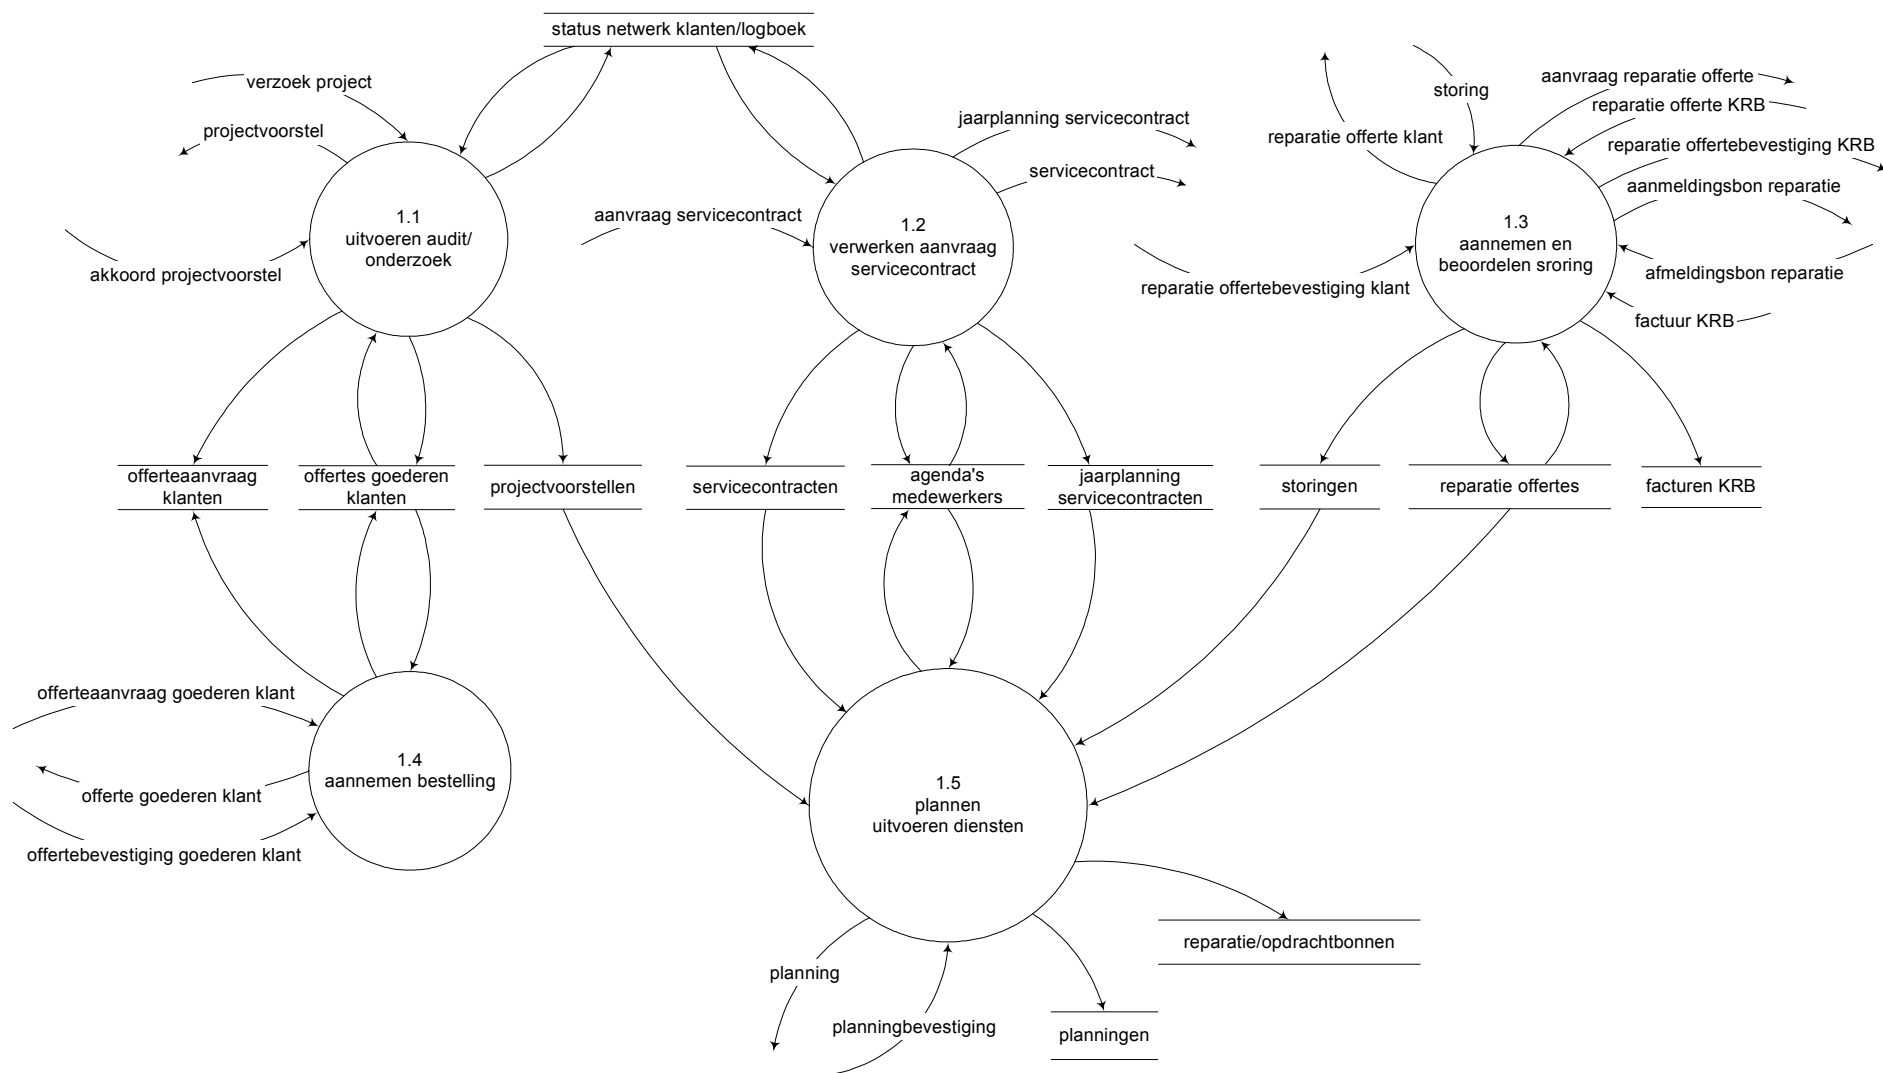 status netwerk klanten/logboek
verzoek project
projectvoorstel
akkoord projectvoorstel
1.1
uitvoeren audit/
onderzoek
jaarplanning servicecontract
servicecontract
aanvraag servicecontract
1.2
verwerken aanvraag
servicecontract
storing
reparatie offerte klant
aanvraag reparatie offerte
reparatie offerte KRB
reparatie offertebevestiging KRB
aanmeldingsbon reparatie
1.3
aannemen en
beoordelen sroring
reparatie offertebevestiging klant
afmeldingsbon reparatie
factuur KRB
offerteaanvraag
klanten
offertes goederen
klanten
projectvoorstellen
servicecontracten
agenda's
medewerkers
jaarplanning
servicecontracten
storingen
reparatie offertes
facturen KRB
offerteaanvraag goederen klant
offerte goederen klant
offertebevestiging goederen klant
1.4
aannemen bestelling
1.5
plannen
uitvoeren diensten
reparatie/opdrachtbonnen
planning
planningbevestiging
planningen